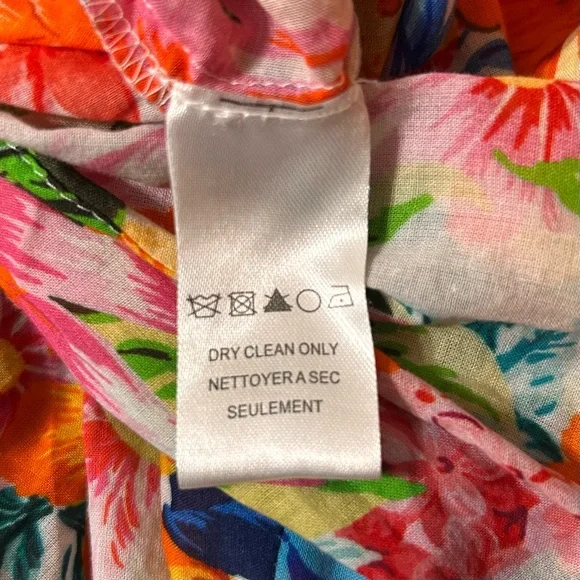 DRY CLEAN ONLY
NETTOYER A SEC
SEULEMENT